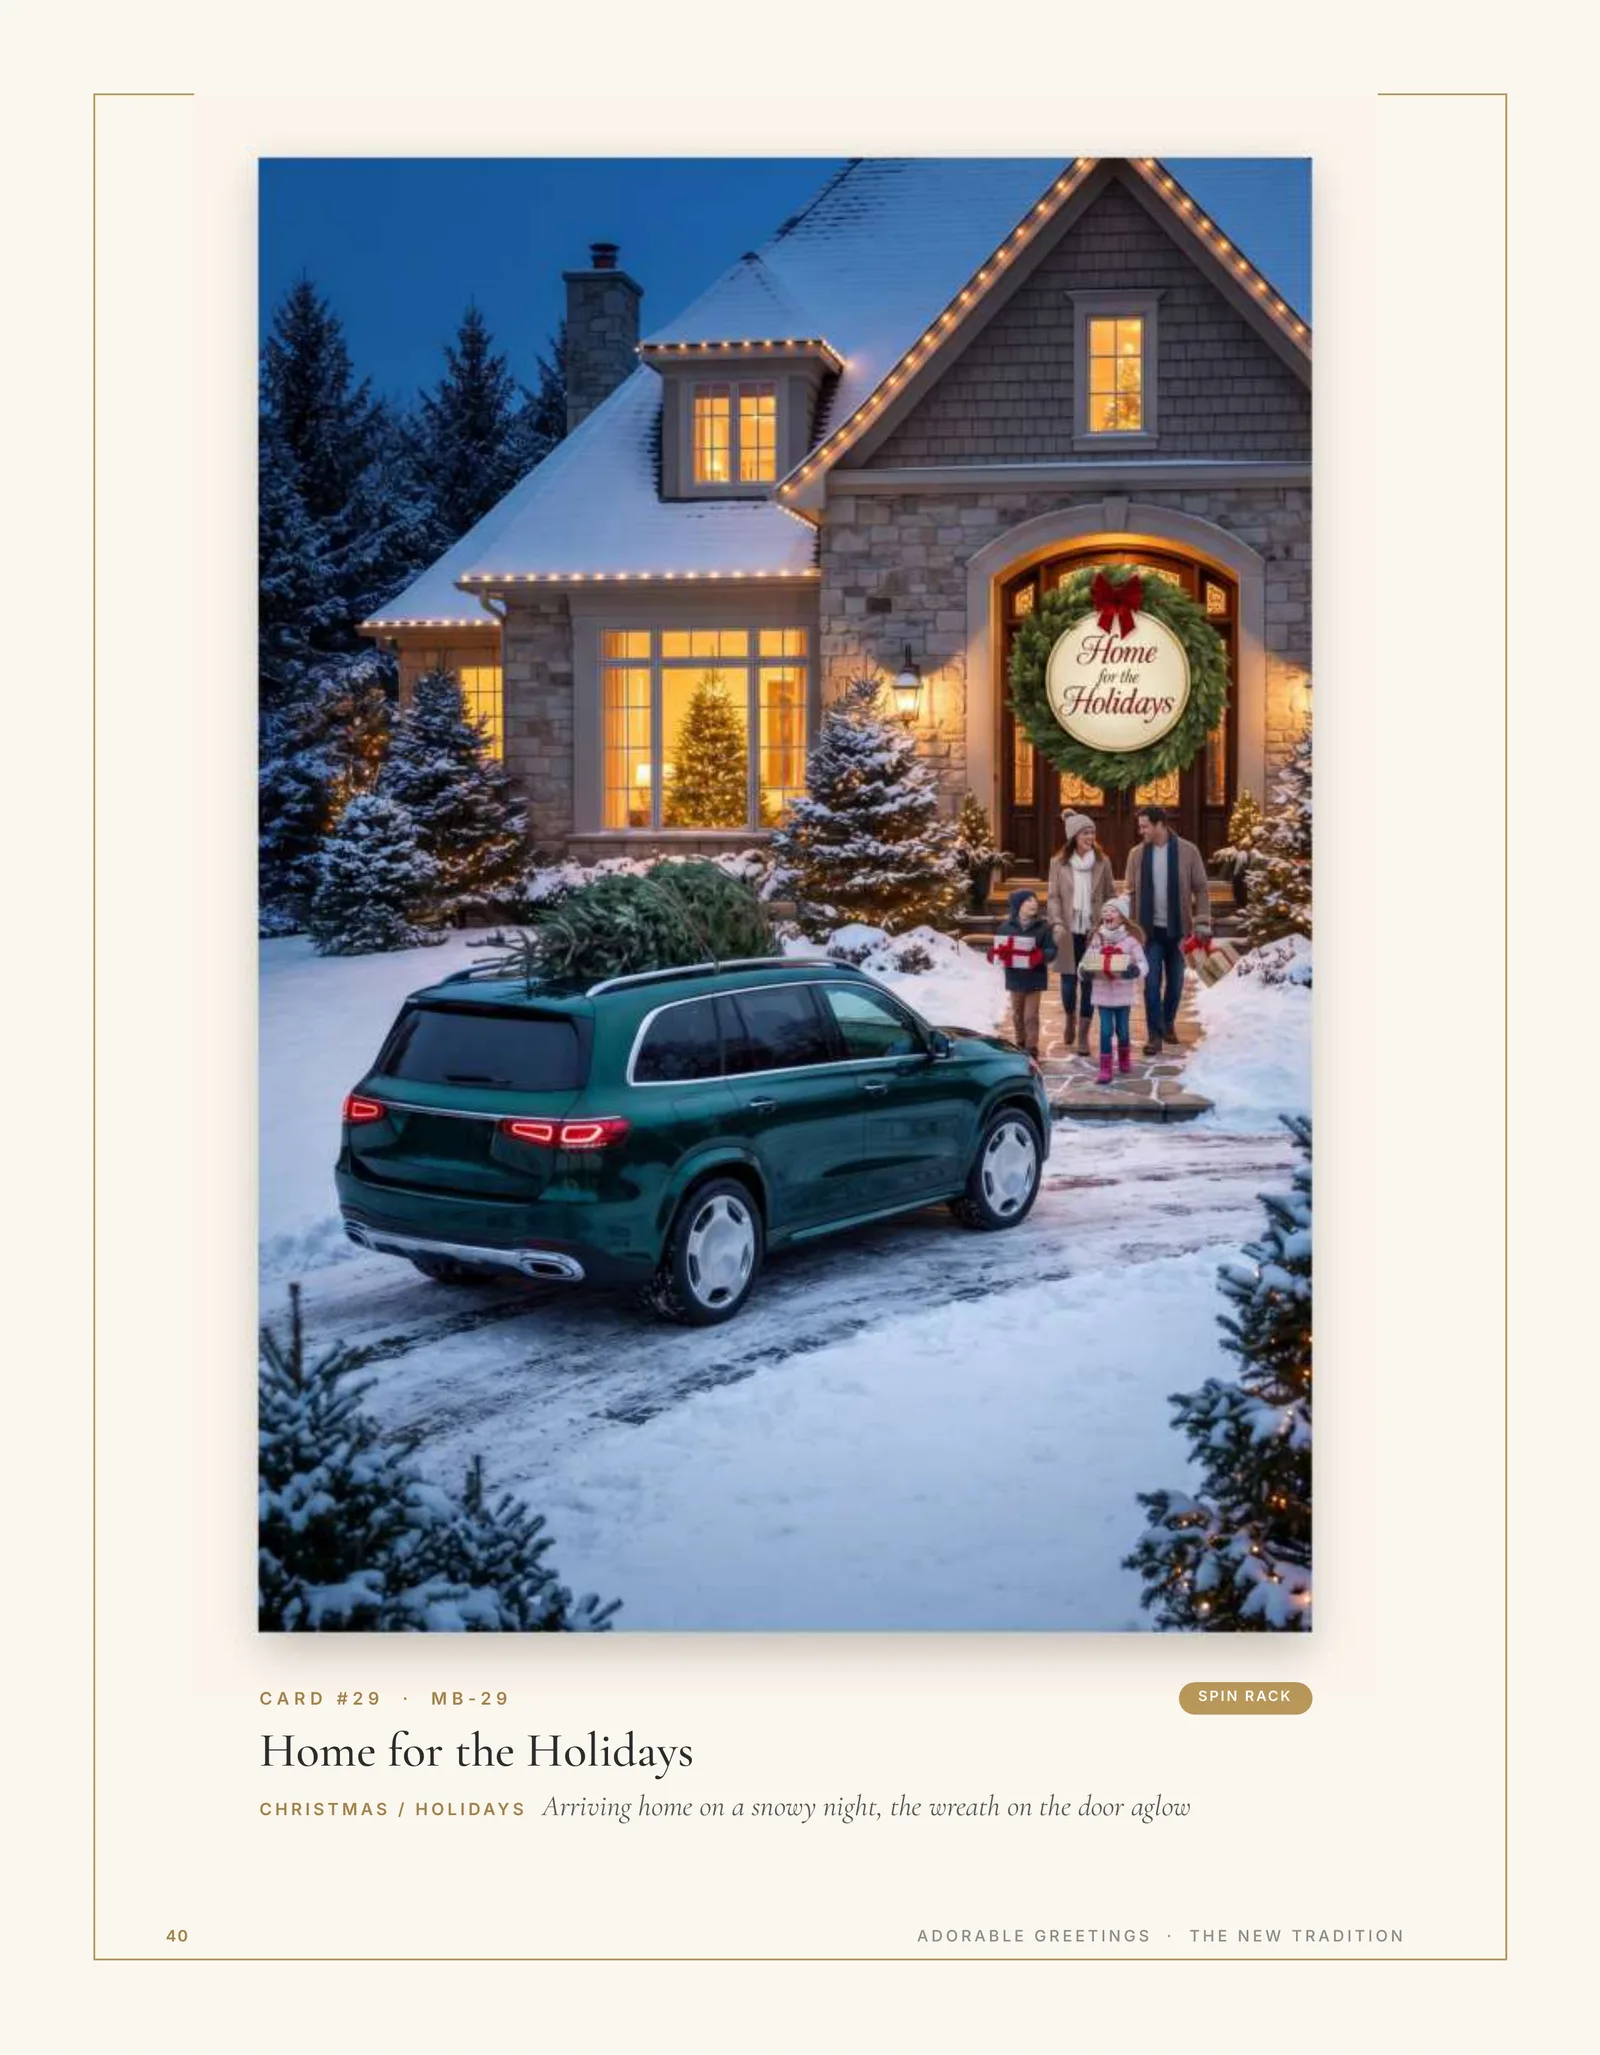 Home
for the
Holidays
CARD #29 · MB-29
SPIN RACK
Home for the Holidays
CHRISTMAS / HOLIDAYS Arriving home on a snowy night, the wreath on the door aglow
40
ADORABLE GREETINGS · THE NEW TRADITION